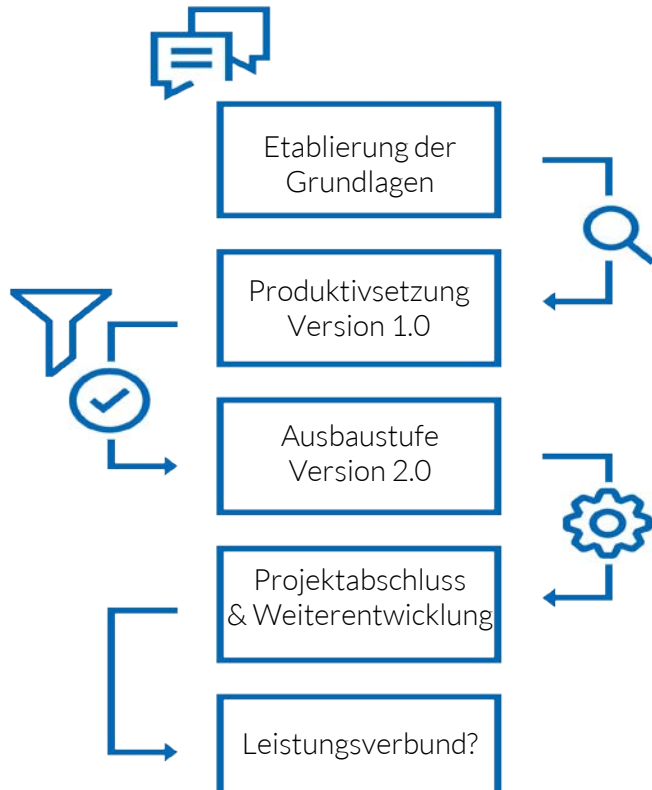 Etablierung der
Grundlagen
Produktivsetzung
Version 1.0
Ausbaustufe
Version 2.0
Projektabschluss
& Weiterentwicklung
Leistungsverbund?